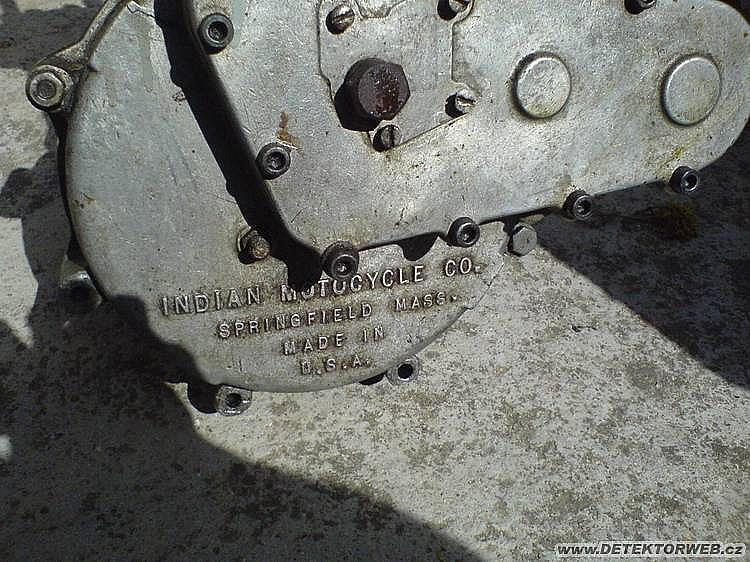 INDIAN MOTOCYCLE CO.
SPRINGFIELD MASS.
MADE IN
U.S.A.
www.DETEKTORWEB.cz